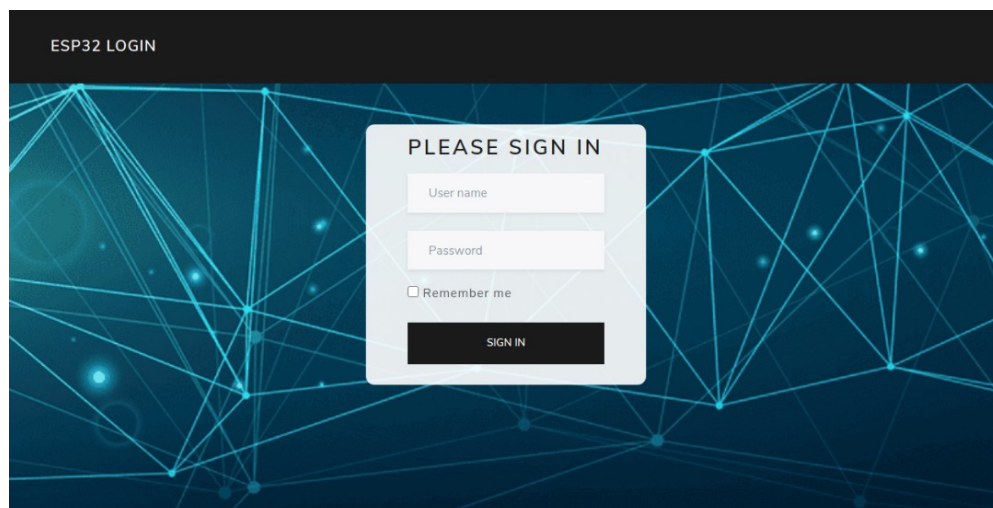 ESP32 LOGIN
PLEASE SIGN IN
User name
Password
Remember me
SIGN IN